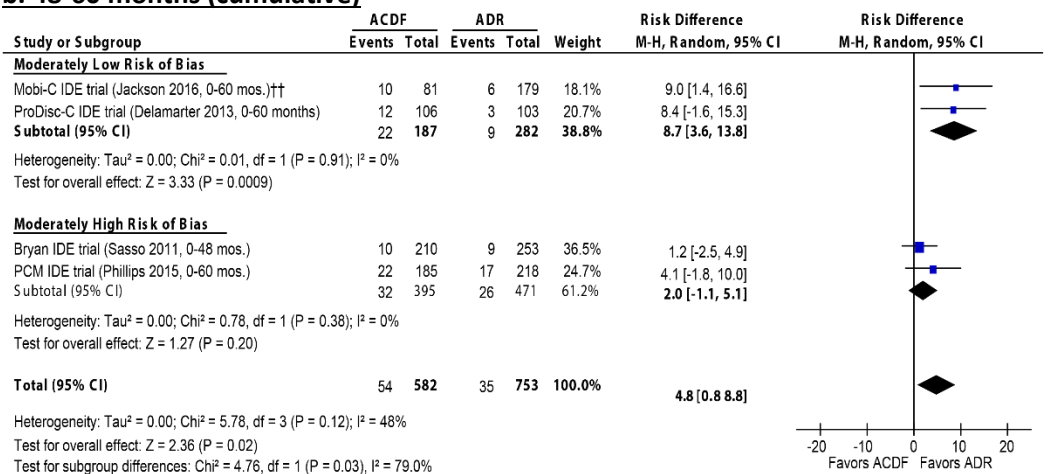 b. 48-60 months (cumulative)
ACDF ADR Risk Difference Risk Difference
Study or Subgroup Events Total Events Total Weight M-H, Random, 95% CI M-H, Random, 95% CI
Moderately Low Risk of Bias
Mobi-C IDE trial (Jackson 2016, 0-60 mos.)†† 10 81 6 179 18.1% 9.0 [1.4, 16.6]
ProDisc-C IDE trial (Delamarter 2013, 0-60 months) 12 106 3 103 20.7% 8.4 [-1.6, 15.3]
Subtotal (95% CI) 22 187 9 282 38.8% 8.7 [3.6, 13.8]
Heterogeneity: Tau² = 0.00; Chi² = 0.01, df = 1 (P = 0.91); I² = 0%
Test for overall effect: Z = 3.33 (P = 0.0009)
Moderately High Risk of Bias
Bryan IDE trial (Sasso 2011, 0-48 mos.) 10 210 9 253 36.5% 1.2 [-2.5, 4.9]
PCM IDE trial (Phillips 2015, 0-60 mos.) 22 185 17 218 24.7% 4.1 [-1.8, 10.0]
Subtotal (95% CI) 32 395 26 471 61.2% 2.0 [-1.1, 5.1]
Heterogeneity: Tau² = 0.00; Chi² = 0.78, df = 1 (P = 0.38); I² = 0%
Test for overall effect: Z = 1.27 (P = 0.20)
Total (95% CI) 54 582 35 753 100.0% 4.8 [0.8 8.8]
Heterogeneity: Tau² = 0.00; Chi² = 5.78, df = 3 (P = 0.12); I² = 48%
Test for overall effect: Z = 2.36 (P = 0.02)
Test for subgroup differences: Chi² = 4.76, df = 1 (P = 0.03), I² = 79.0%
-20 -10 0 10 20
Favors ACDF Favors ADR